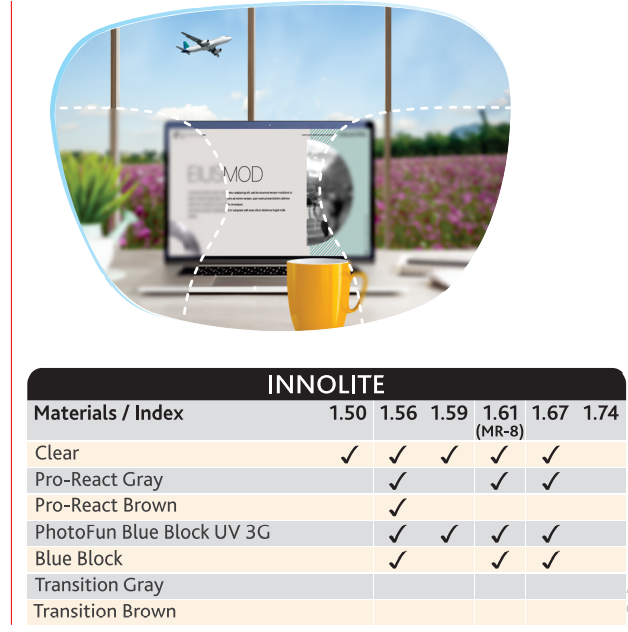 EIUSMOD
INNOLITE
Materials / Index 1.50 1.56 1.59 1.61 1.67 1.74
(MR-8)
Clear ✓ ✓ ✓ ✓ ✓
Pro-React Gray ✓ ✓ ✓
Pro-React Brown ✓
PhotoFun Blue Block UV 3G ✓ ✓ ✓ ✓
Blue Block ✓ ✓ ✓
Transition Gray
Transition Brown